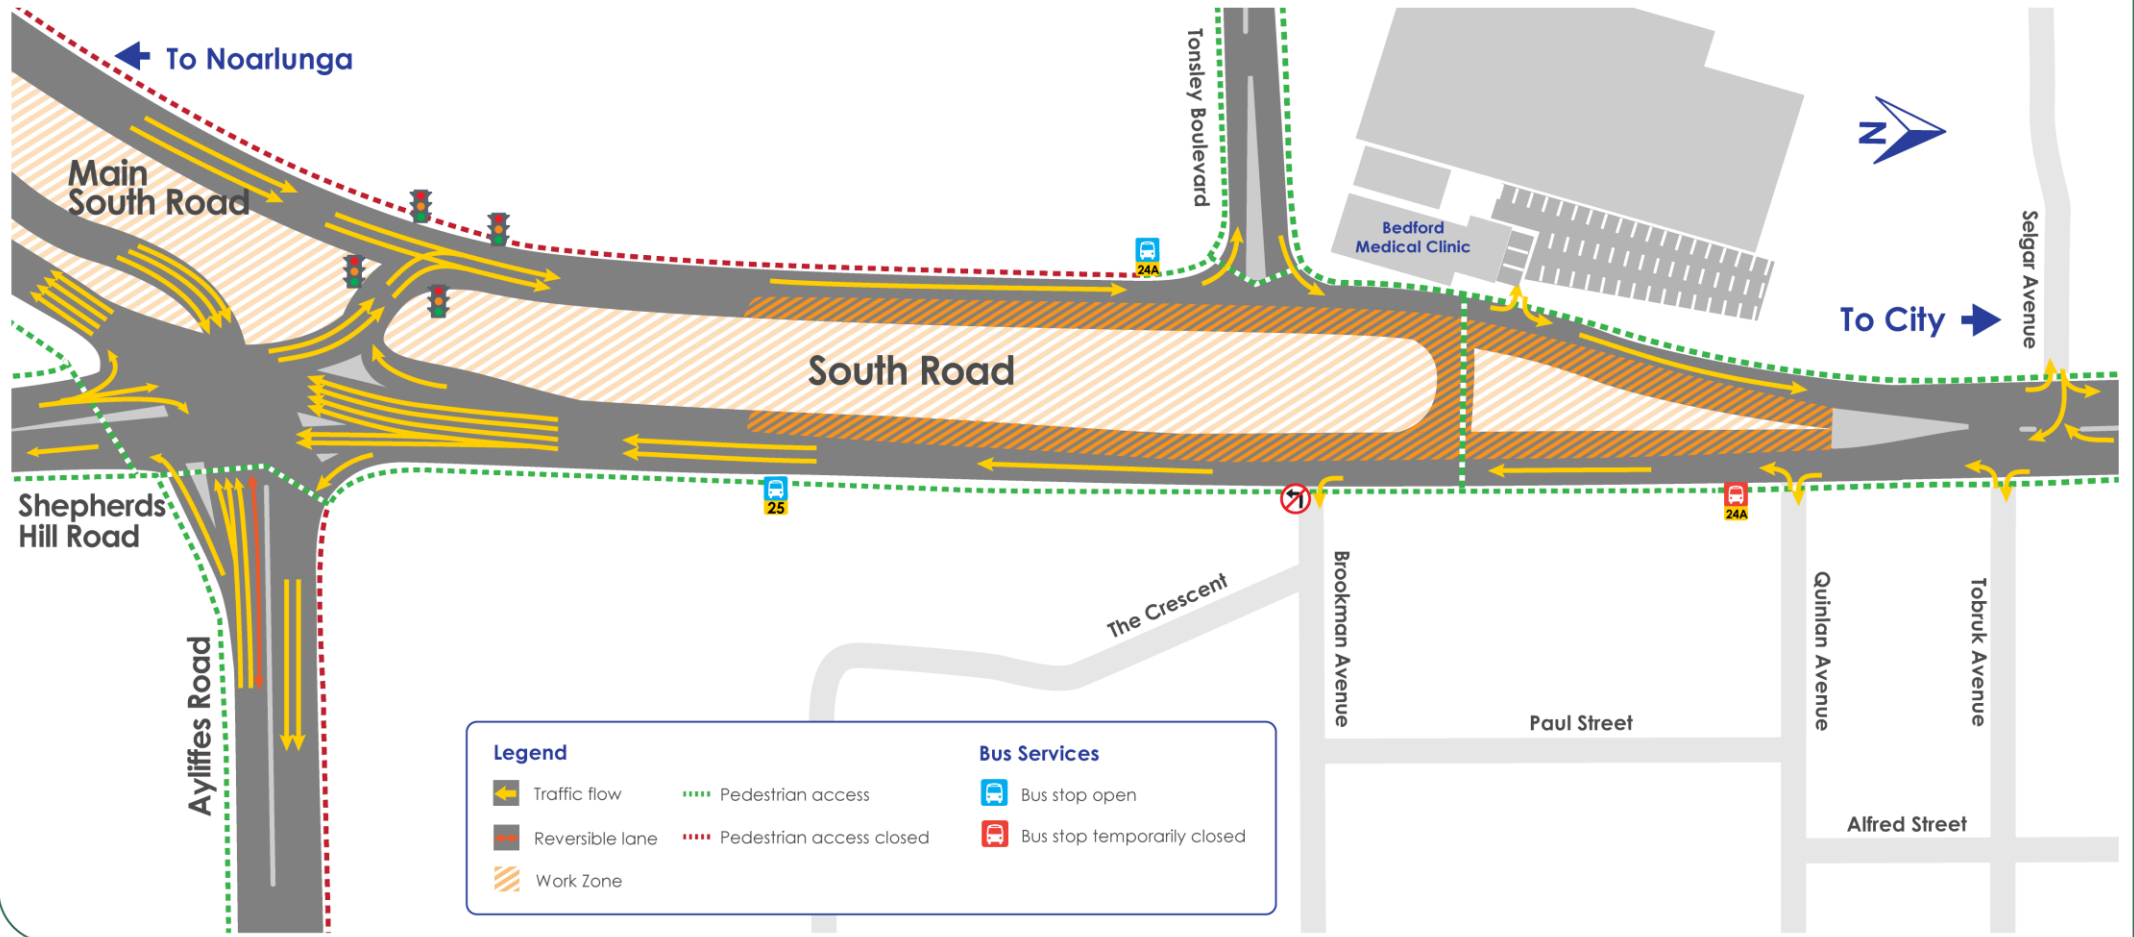 To Noarlunga
Main
South Road
Tonsley Boulevard
Bedford
Medical Clinic
N
Selgar Avenue
To City
24A
South Road
25
24A
Shepherds
Hill Road
Ayliffes Road
The Crescent
Brookman Avenue
Quinlan Avenue
Tobruk Avenue
Paul Street
Alfred Street
Legend
Traffic flow
Reversible lane
Work Zone
Pedestrian access
Pedestrian access closed
Bus Services
Bus stop open
Bus stop temporarily closed